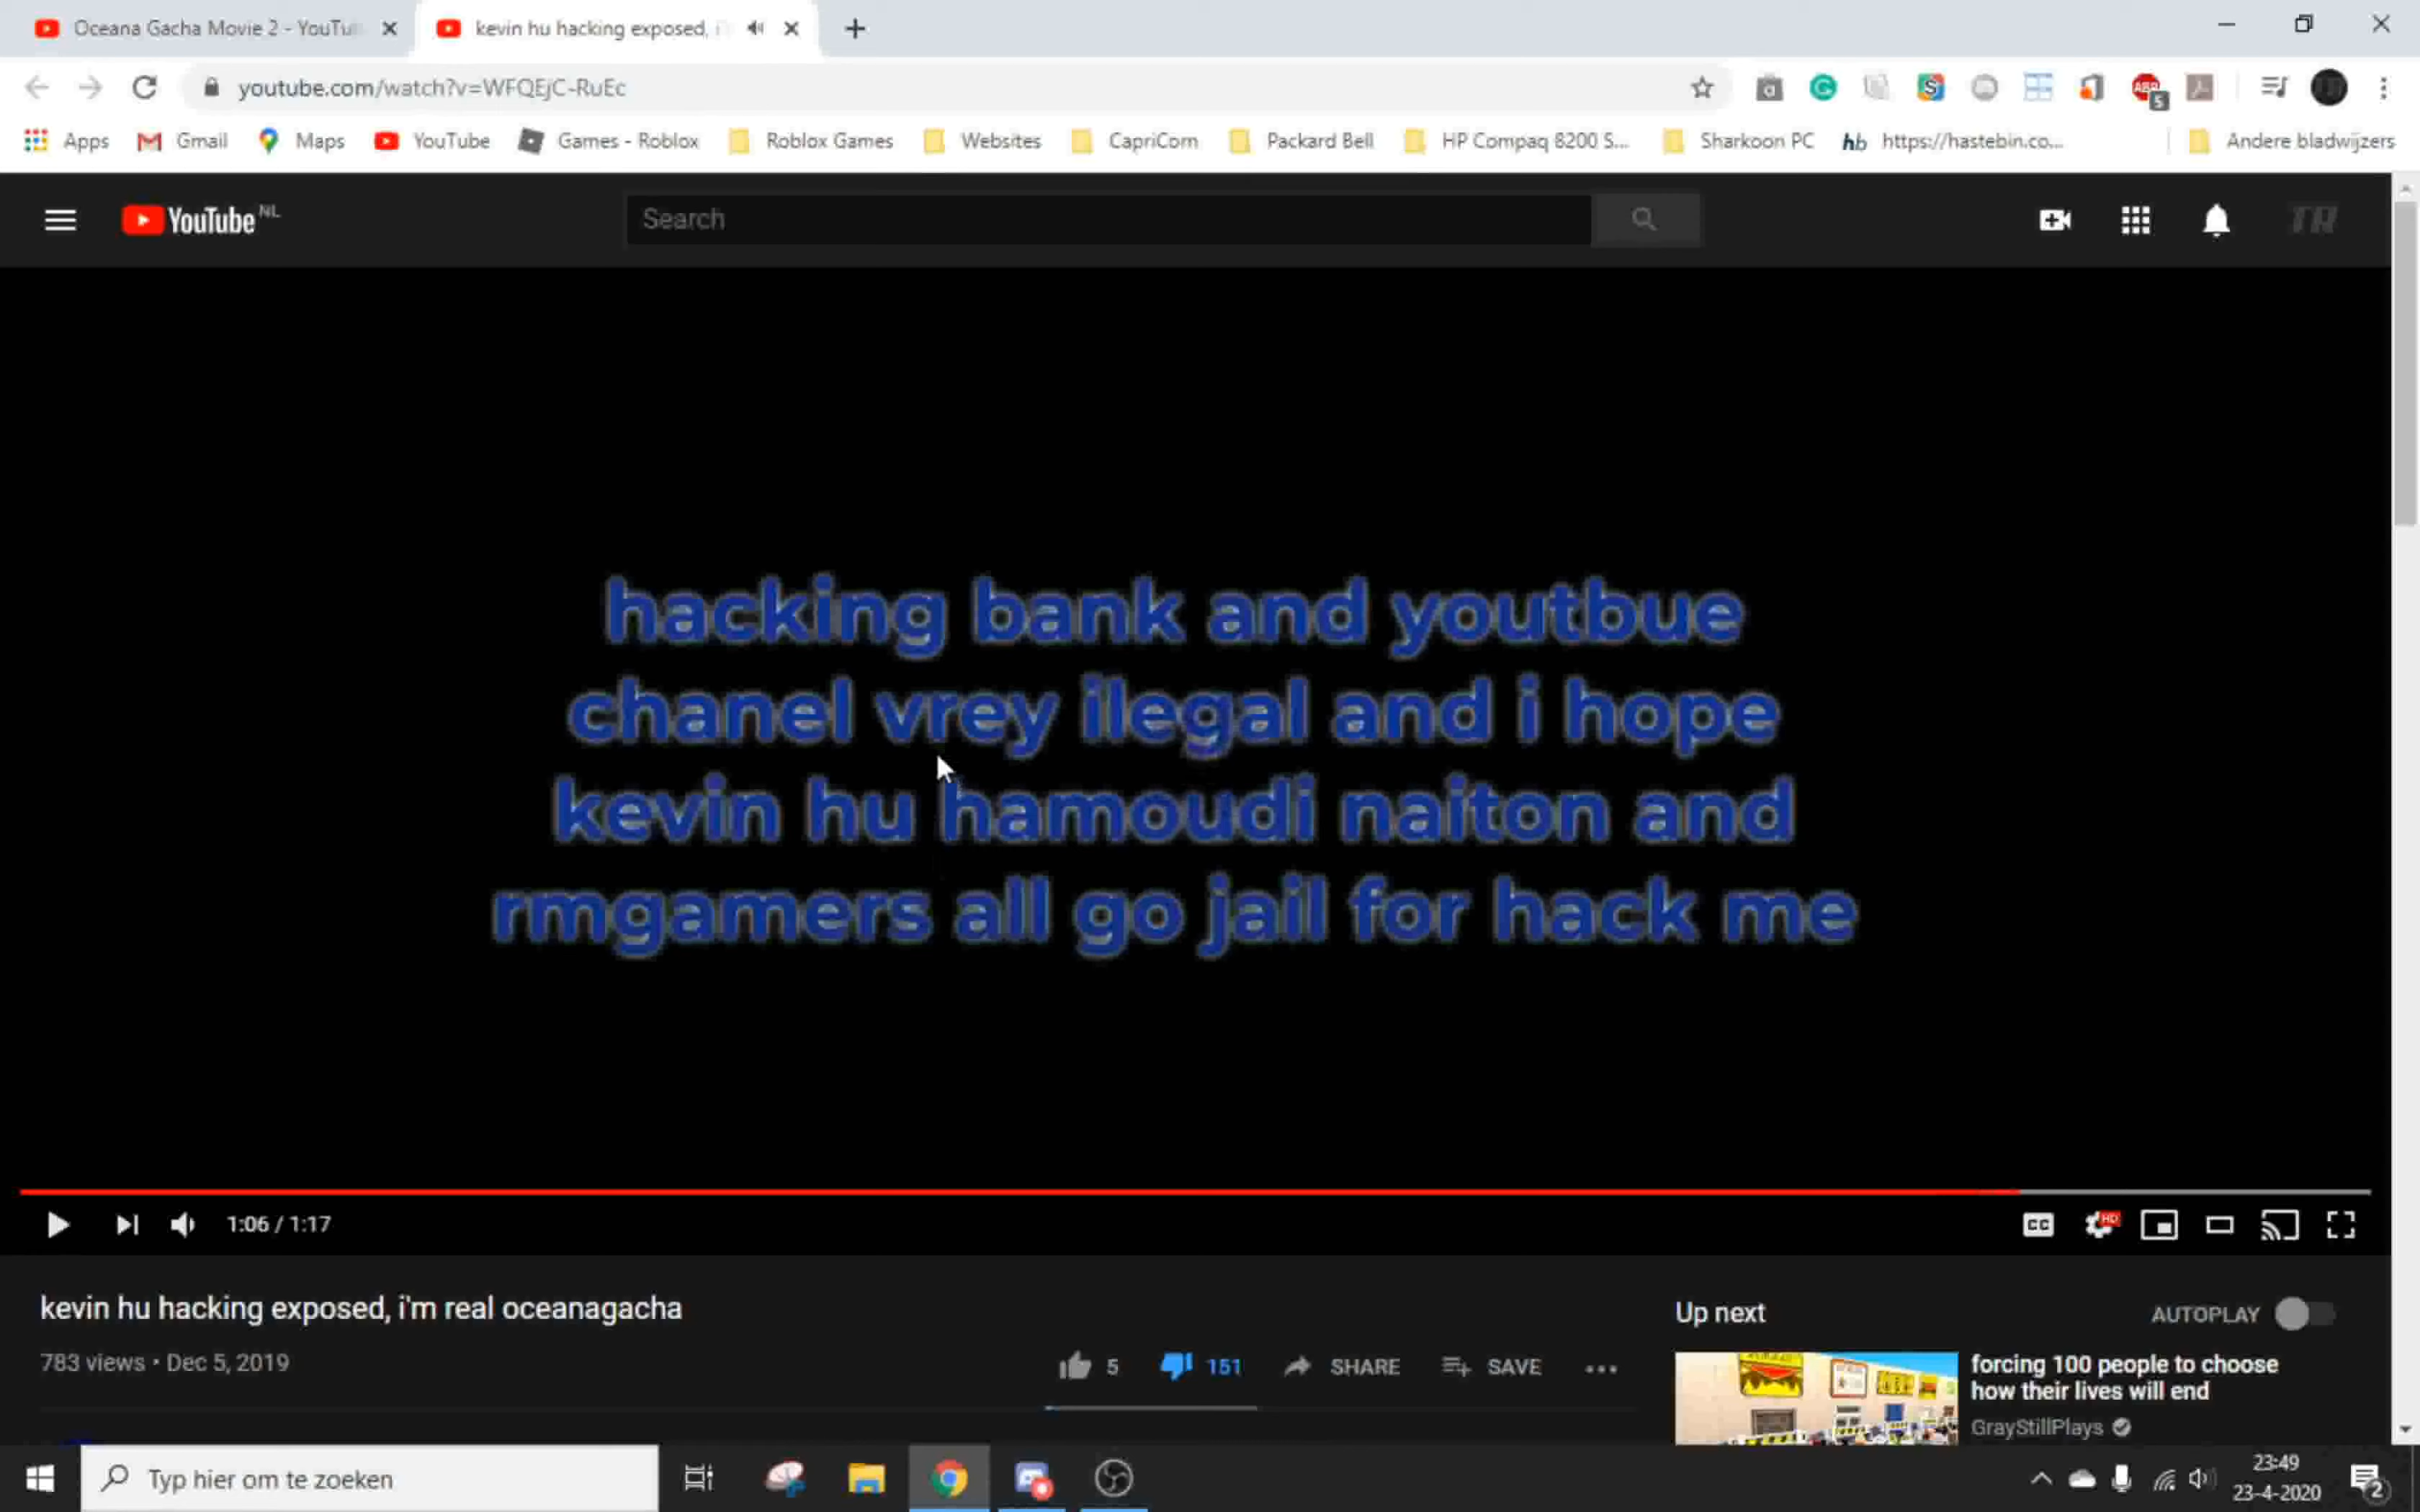 Oceana Gacha Movie 2 - YouTu
kevin hu hacking exposed, i'
youtube.com/watch?v=WFQEjC-RuEc
Apps Gmail Maps YouTube Games - Roblox Roblox Games Websites CapriCorn Packard Bell HP Compaq 8200 S... Sharkoon PC hb https://hastebin.co... Andere bladwijzers
YouTube NL
Search
TR
hacking bank and youtbue
chanel vrey ilegal and i hope
kevin hu hamoudi naiton and
rmgamers all go jail for hack me
1:06 / 1:17
CC HD
kevin hu hacking exposed, i'm real oceanagacha
783 views • Dec 5, 2019
5 151 SHARE SAVE
Up next
AUTOPLAY
forcing 100 people to choose
how their lives will end
GrayStillPlays
Typ hier om te zoeken
23:49
23-4-2020
2